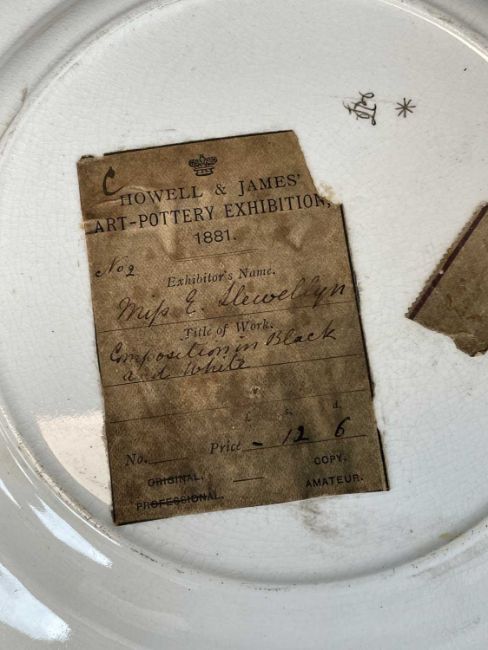 C
HOWELL & JAMES'
ART-POTTERY EXHIBITION,
1881.
No 2
Exhibitor's Name.
Miss E. Llewellyn
Title of Work.
Composition in Black
and White
£ s. d.
No. Price - 12 6
ORIGINAL. COPY.
PROFESSIONAL. AMATEUR.